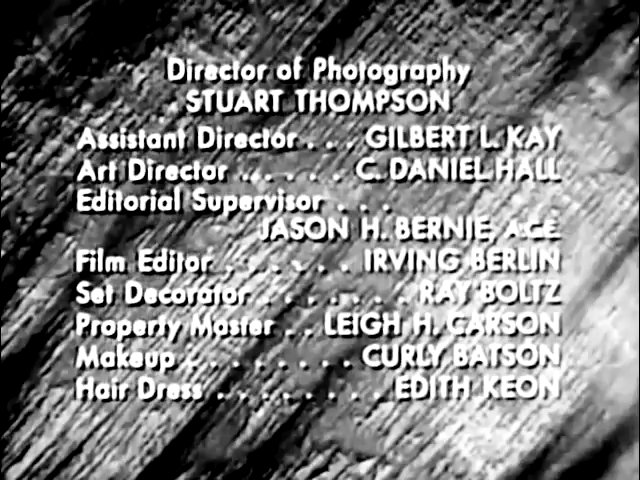 Director of Photography
STUART THOMPSON
Assistant Director . . . GILBERT L. KAY
Art Director . . . . . . C. DANIEL HALL
Editorial Supervisor . . .
JASON H. BERNIE, A.C.E.
Film Editor . . . . . . . IRVING BERLIN
Set Decorator . . . . . . . RAY BOLTZ
Property Master . . LEIGH H. CARSON
Makeup . . . . . . . . . CURLY BATSON
Hair Dress . . . . . . . . EDITH KEON